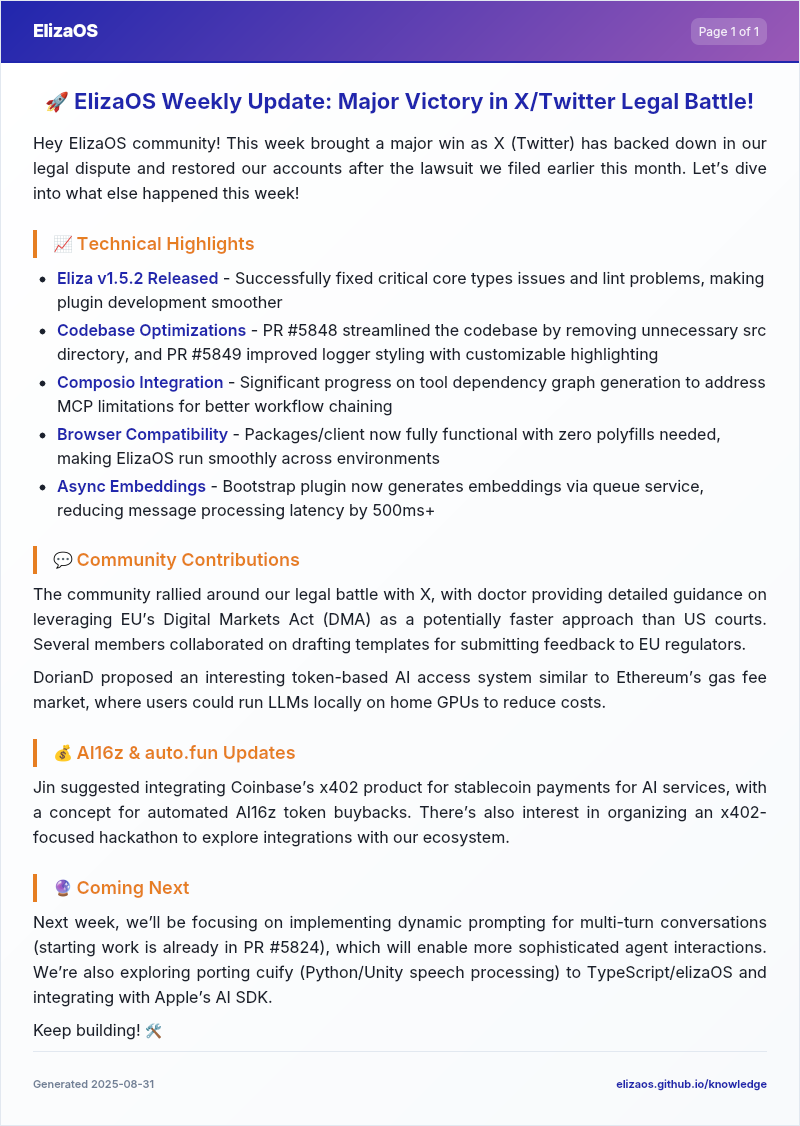 ElizaOS
Page 1 of 1
🚀 ElizaOS Weekly Update: Major Victory in X/Twitter Legal Battle!
Hey ElizaOS community! This week brought a major win as X (Twitter) has backed down in our
legal dispute and restored our accounts after the lawsuit we filed earlier this month. Let’s dive
into what else happened this week!
📈 Technical Highlights
• Eliza v1.5.2 Released - Successfully fixed critical core types issues and lint problems, making
plugin development smoother
• Codebase Optimizations - PR #5848 streamlined the codebase by removing unnecessary src
directory, and PR #5849 improved logger styling with customizable highlighting
• Composio Integration - Significant progress on tool dependency graph generation to address
MCP limitations for better workflow chaining
• Browser Compatibility - Packages/client now fully functional with zero polyfills needed,
making ElizaOS run smoothly across environments
• Async Embeddings - Bootstrap plugin now generates embeddings via queue service,
reducing message processing latency by 500ms+
💬 Community Contributions
The community rallied around our legal battle with X, with doctor providing detailed guidance on
leveraging EU’s Digital Markets Act (DMA) as a potentially faster approach than US courts.
Several members collaborated on drafting templates for submitting feedback to EU regulators.
DorianD proposed an interesting token-based AI access system similar to Ethereum’s gas fee
market, where users could run LLMs locally on home GPUs to reduce costs.
💰 AI16z & auto.fun Updates
Jin suggested integrating Coinbase’s x402 product for stablecoin payments for AI services, with
a concept for automated AI16z token buybacks. There’s also interest in organizing an x402-
focused hackathon to explore integrations with our ecosystem.
🔮 Coming Next
Next week, we’ll be focusing on implementing dynamic prompting for multi-turn conversations
(starting work is already in PR #5824), which will enable more sophisticated agent interactions.
We’re also exploring porting cuify (Python/Unity speech processing) to TypeScript/elizaOS and
integrating with Apple’s AI SDK.
Keep building! 🛠️
Generated 2025-08-31
elizaos.github.io/knowledge